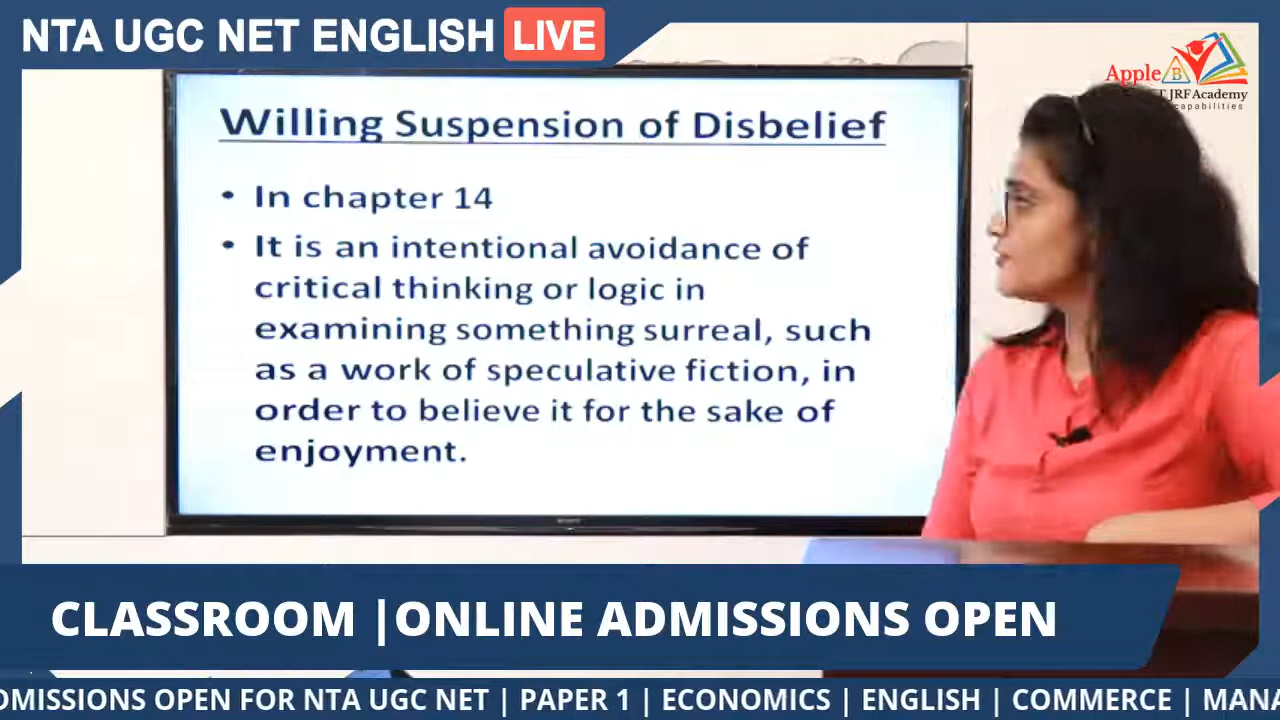 NTA UGC NET ENGLISH LIVE
Apple B
T JRF Academy
capabilities
Willing Suspension of Disbelief
• In chapter 14
• It is an intentional avoidance of
critical thinking or logic in
examining something surreal, such
as a work of speculative fiction, in
order to believe it for the sake of
enjoyment.
SONY
CLASSROOM |ONLINE ADMISSIONS OPEN
DMISSIONS OPEN FOR NTA UGC NET | PAPER 1 | ECONOMICS | ENGLISH | COMMERCE | MANA